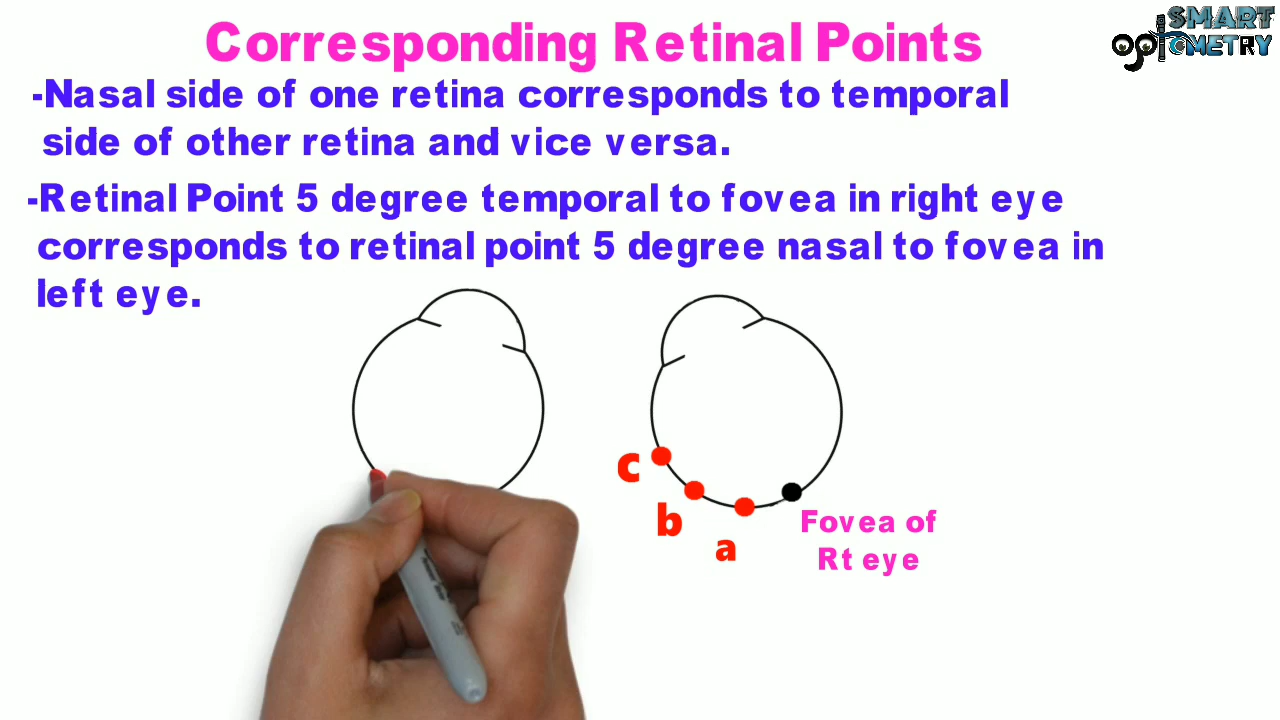 Corresponding Retinal Points
SMART
optOMETRY
-Nasal side of one retina corresponds to temporal
side of other retina and vice versa.
-Retinal Point 5 degree temporal to fovea in right eye
corresponds to retinal point 5 degree nasal to fovea in
left eye.
c
b
a
Fovea of
Rt eye